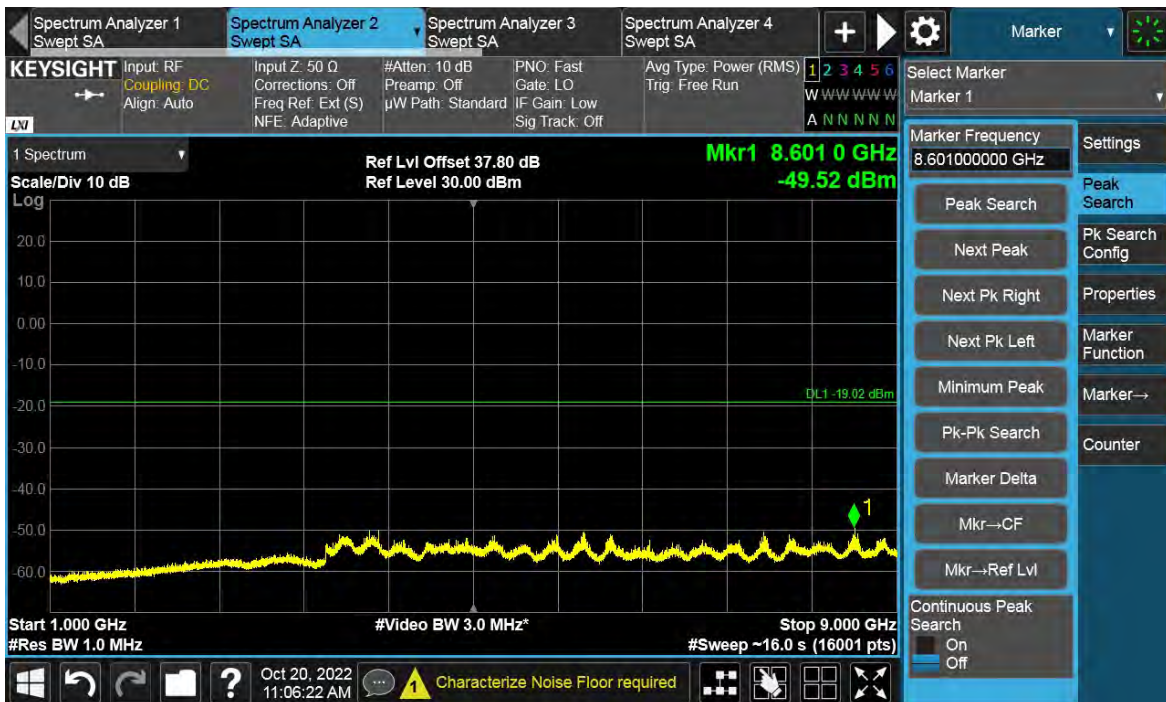 Spectrum Analyzer 1
Swept SA
Spectrum Analyzer 2
Swept SA
Spectrum Analyzer 3
Swept SA
Spectrum Analyzer 4
Swept SA
+
Marker
KEYSIGHT
LXI
Input: RF
Coupling: DC
Align: Auto
Input Z: 50 Ω
Corrections: Off
Freq Ref: Ext (S)
NFE: Adaptive
#Atten: 10 dB
Preamp: Off
µW Path: Standard
PNO: Fast
Gate: LO
IF Gain: Low
Sig Track: Off
Avg Type: Power (RMS)
Trig: Free Run
1 2 3 4 5 6
W W W W W W
A N N N N N
Select Marker
Marker 1
1 Spectrum
Scale/Div 10 dB
Log
Ref Lvl Offset 37.80 dB
Ref Level 30.00 dBm
Mkr1 8.601 0 GHz
-49.52 dBm
20.0
10.0
0.00
-10.0
-20.0
-30.0
-40.0
-50.0
-60.0
DL1 -19.02 dBm
1
Start 1.000 GHz
#Res BW 1.0 MHz
#Video BW 3.0 MHz*
Stop 9.000 GHz
#Sweep ~16.0 s (16001 pts)
Marker Frequency
8.601000000 GHz
Peak Search
Next Peak
Next Pk Right
Next Pk Left
Minimum Peak
Pk-Pk Search
Marker Delta
Mkr→CF
Mkr→Ref Lvl
Continuous Peak
Search
On
Off
Settings
Peak
Search
Pk Search
Config
Properties
Marker
Function
Marker→
Counter
?
Oct 20, 2022
11:06:22 AM
1
Characterize Noise Floor required